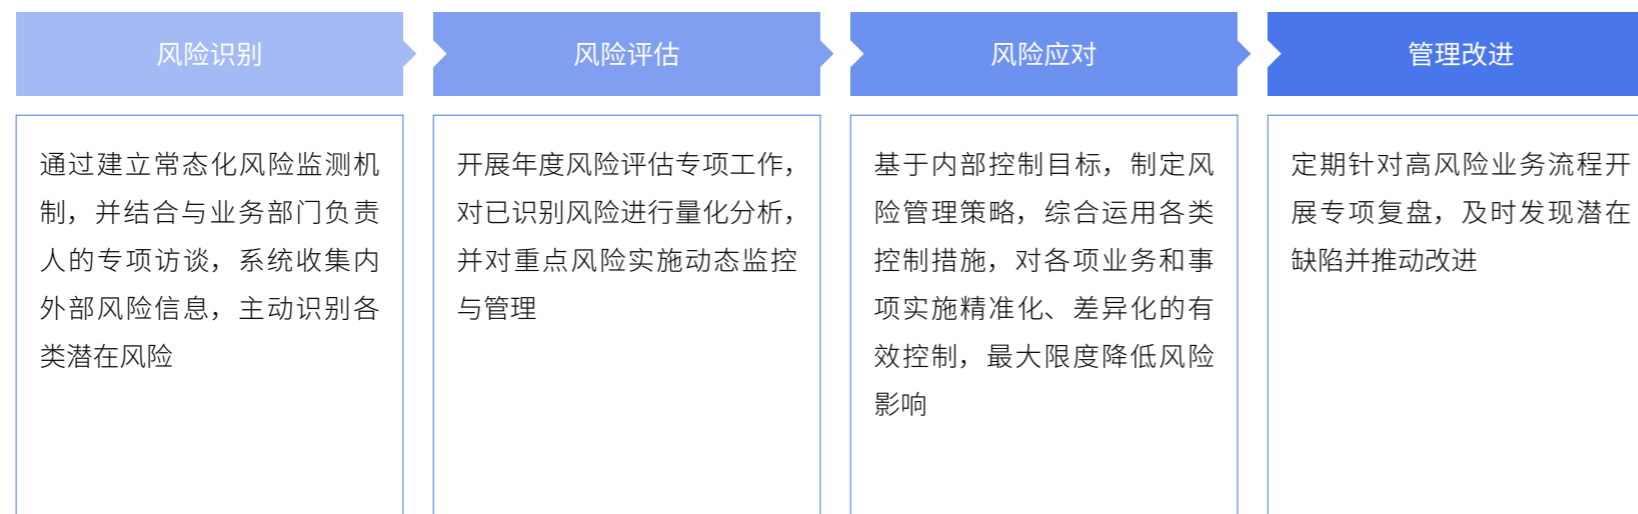 风险识别
通过建立常态化风险监测机
制，并结合与业务部门负责
人的专项访谈，系统收集内
外部风险信息，主动识别各
类潜在风险
风险评估
开展年度风险评估专项工作，
对已识别风险进行量化分析，
并对重点风险实施动态监控
与管理
风险应对
基于内部控制目标，制定风
险管理策略，综合运用各类
控制措施，对各项业务和事
项实施精准化、差异化的有
效控制，最大限度降低风险
影响
管理改进
定期针对高风险业务流程开
展专项复盘，及时发现潜在
缺陷并推动改进